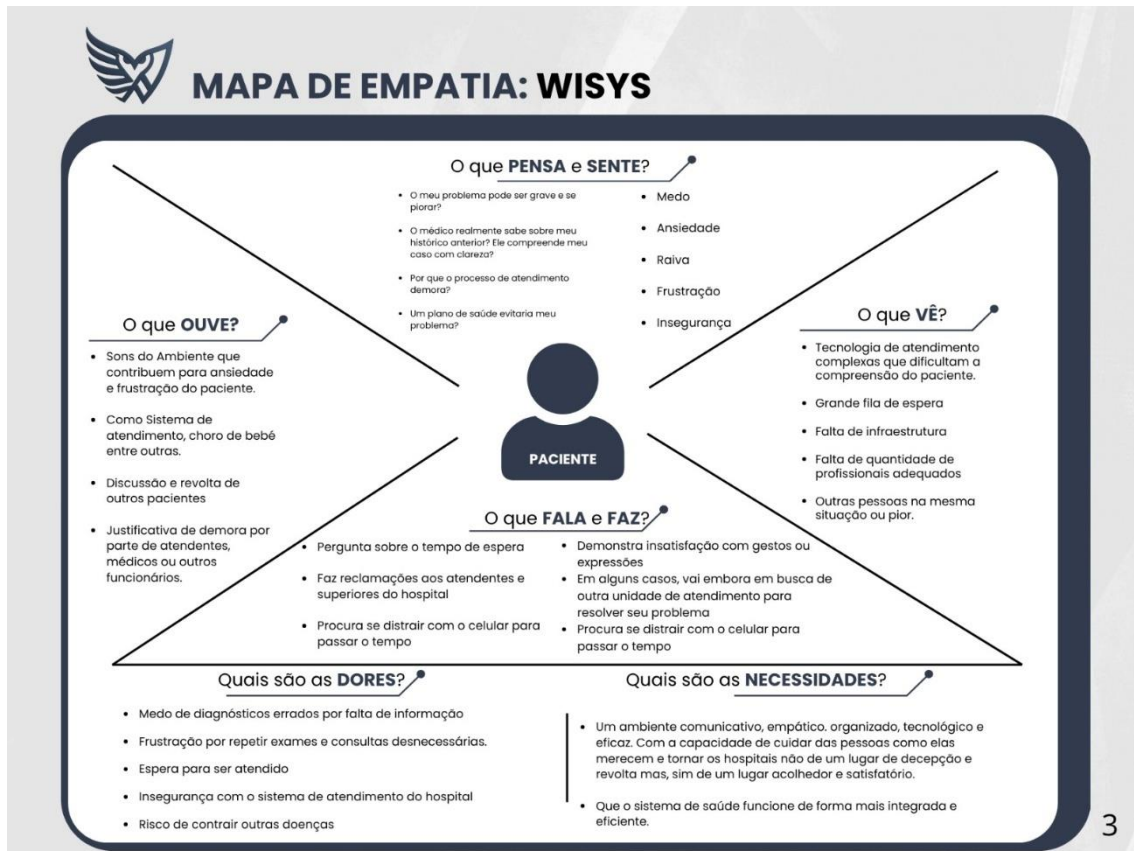 MAPA DE EMPATIA: WISYS
O que PENSA e SENTE?
• O meu problema pode ser grave e se
piorar?
• O médico realmente sabe sobre meu
histórico anterior? Ele compreende meu
caso com clareza?
• Por que o processo de atendimento
demora?
• Um plano de saúde evitaria meu
problema?
• Medo
• Ansiedade
• Raiva
• Frustração
• Insegurança
O que OUVE?
• Sons do Ambiente que
contribuem para ansiedade
e frustração do paciente.
• Como Sistema de
atendimento, choro de bebé
entre outras.
• Discussão e revolta de
outros pacientes
• Justificativa de demora por
parte de atendentes,
médicos ou outros
funcionários.
O que VÊ?
• Tecnologia de atendimento
complexas que dificultam a
compreensão do paciente.
• Grande fila de espera
• Falta de infraestrutura
• Falta de quantidade de
profissionais adequados
• Outras pessoas na mesma
situação ou pior.
PACIENTE
O que FALA e FAZ?
• Pergunta sobre o tempo de espera
• Faz reclamações aos atendentes e
superiores do hospital
• Procura se distrair com o celular para
passar o tempo
• Demonstra insatisfação com gestos ou
expressões
• Em alguns casos, vai embora em busca de
outra unidade de atendimento para
resolver seu problema
• Procura se distrair com o celular para
passar o tempo
Quais são as DORES?
• Medo de diagnósticos errados por falta de informação
• Frustração por repetir exames e consultas desnecessárias.
• Espera para ser atendido
• Insegurança com o sistema de atendimento do hospital
• Risco de contrair outras doenças
Quais são as NECESSIDADES?
• Um ambiente comunicativo, empático. organizado, tecnológico e
eficaz. Com a capacidade de cuidar das pessoas como elas
merecem e tornar os hospitais não de um lugar de decepção e
revolta mas, sim de um lugar acolhedor e satisfatório.
• Que o sistema de saúde funcione de forma mais integrada e
eficiente.
3